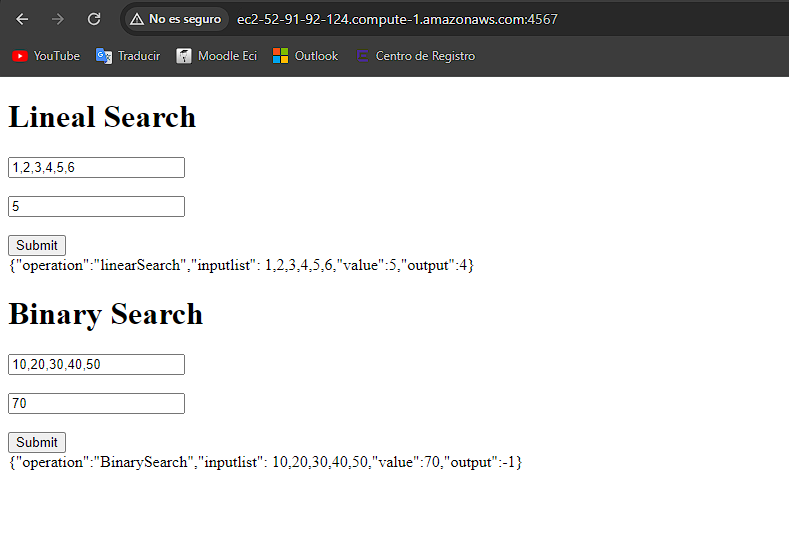 No es seguro ec2-52-91-92-124.compute-1.amazonaws.com:4567
YouTube Traducir Moodle Eci Outlook Centro de Registro
Lineal Search
1,2,3,4,5,6
5
Submit
{"operation":"linearSearch","inputlist": 1,2,3,4,5,6,"value":5,"output":4}
Binary Search
10,20,30,40,50
70
Submit
{"operation":"BinarySearch","inputlist": 10,20,30,40,50,"value":70,"output":-1}